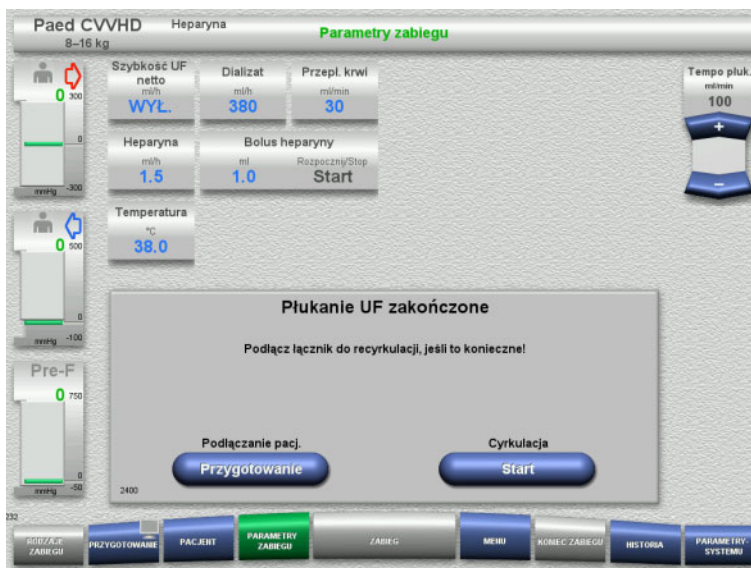 Paed CVVHD Heparyna Parametry zabiegu
8–16 kg
Szybkość UF netto
ml/h
WYŁ.
Dializat
ml/h
380
Przepł. krwi
ml/min
30
Tempo płuk.
ml/min
100
+
–
Heparyna
ml/h
1.5
Bolus heparyny
ml
1.0
Rozpocznij/Stop
Start
Temperatura
°C
38.0
0 300
0
mmHg -300
0 500
0
mmHg -100
Pre-F
0 750
0
mmHg -50
Płukanie UF zakończone
Podłącz łącznik do recyrkulacji, jeśli to konieczne!
Podłączanie pacj.
Przygotowanie
Cyrkulacja
Start
2400
232
RODZAJE ZABIEGU
PRZYGOTOWANIE
PACJENT
PARAMETRY ZABIEGU
ZABIEG
MENU
KONIEC ZABIEGU
HISTORIA
PARAMETRY-SYSTEMU